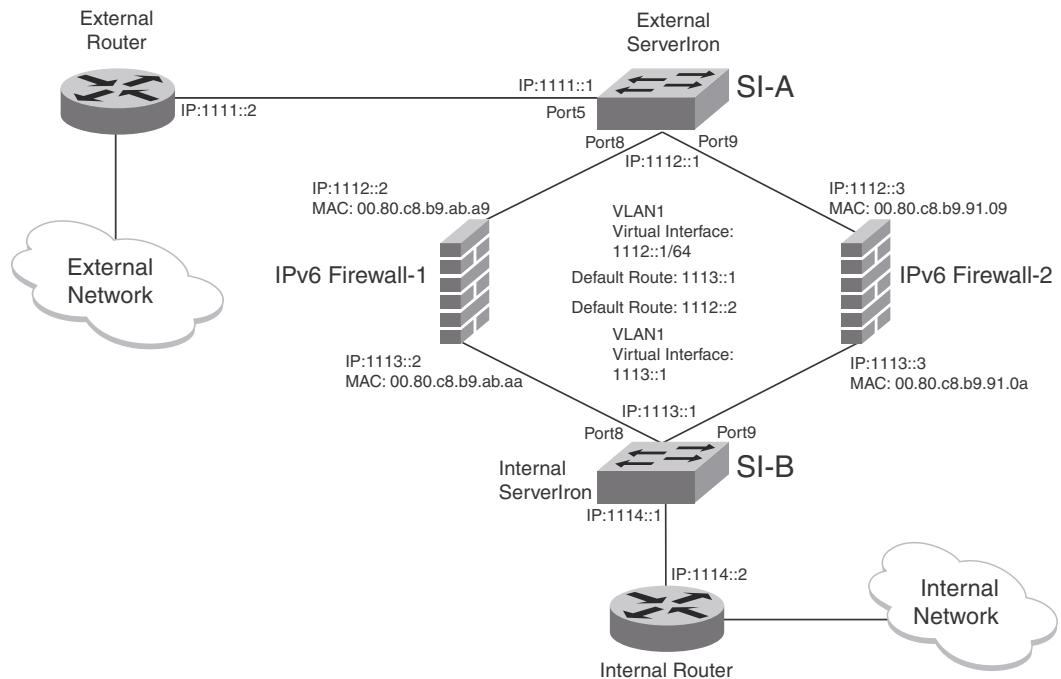 External
Router
External
ServerIron
IP:1111::1
SI-A
IP:1111::2
Port5
Port8
Port9
IP:1112::1
IP:1112::2
MAC: 00.80.c8.b9.ab.a9
IP:1112::3
MAC: 00.80.c8.b9.91.09
VLAN1
Virtual Interface:
1112::1/64
External
Network
IPv6 Firewall-1
Default Route: 1113::1
IPv6 Firewall-2
Default Route: 1112::2
VLAN1
Virtual Interface:
1113::1
IP:1113::2
MAC: 00.80.c8.b9.ab.aa
IP:1113::3
MAC: 00.80.c8.b9.91.0a
IP:1113::1
Port8
Port9
Internal
ServerIron
SI-B
IP:1114::1
IP:1114::2
Internal
Network
Internal Router